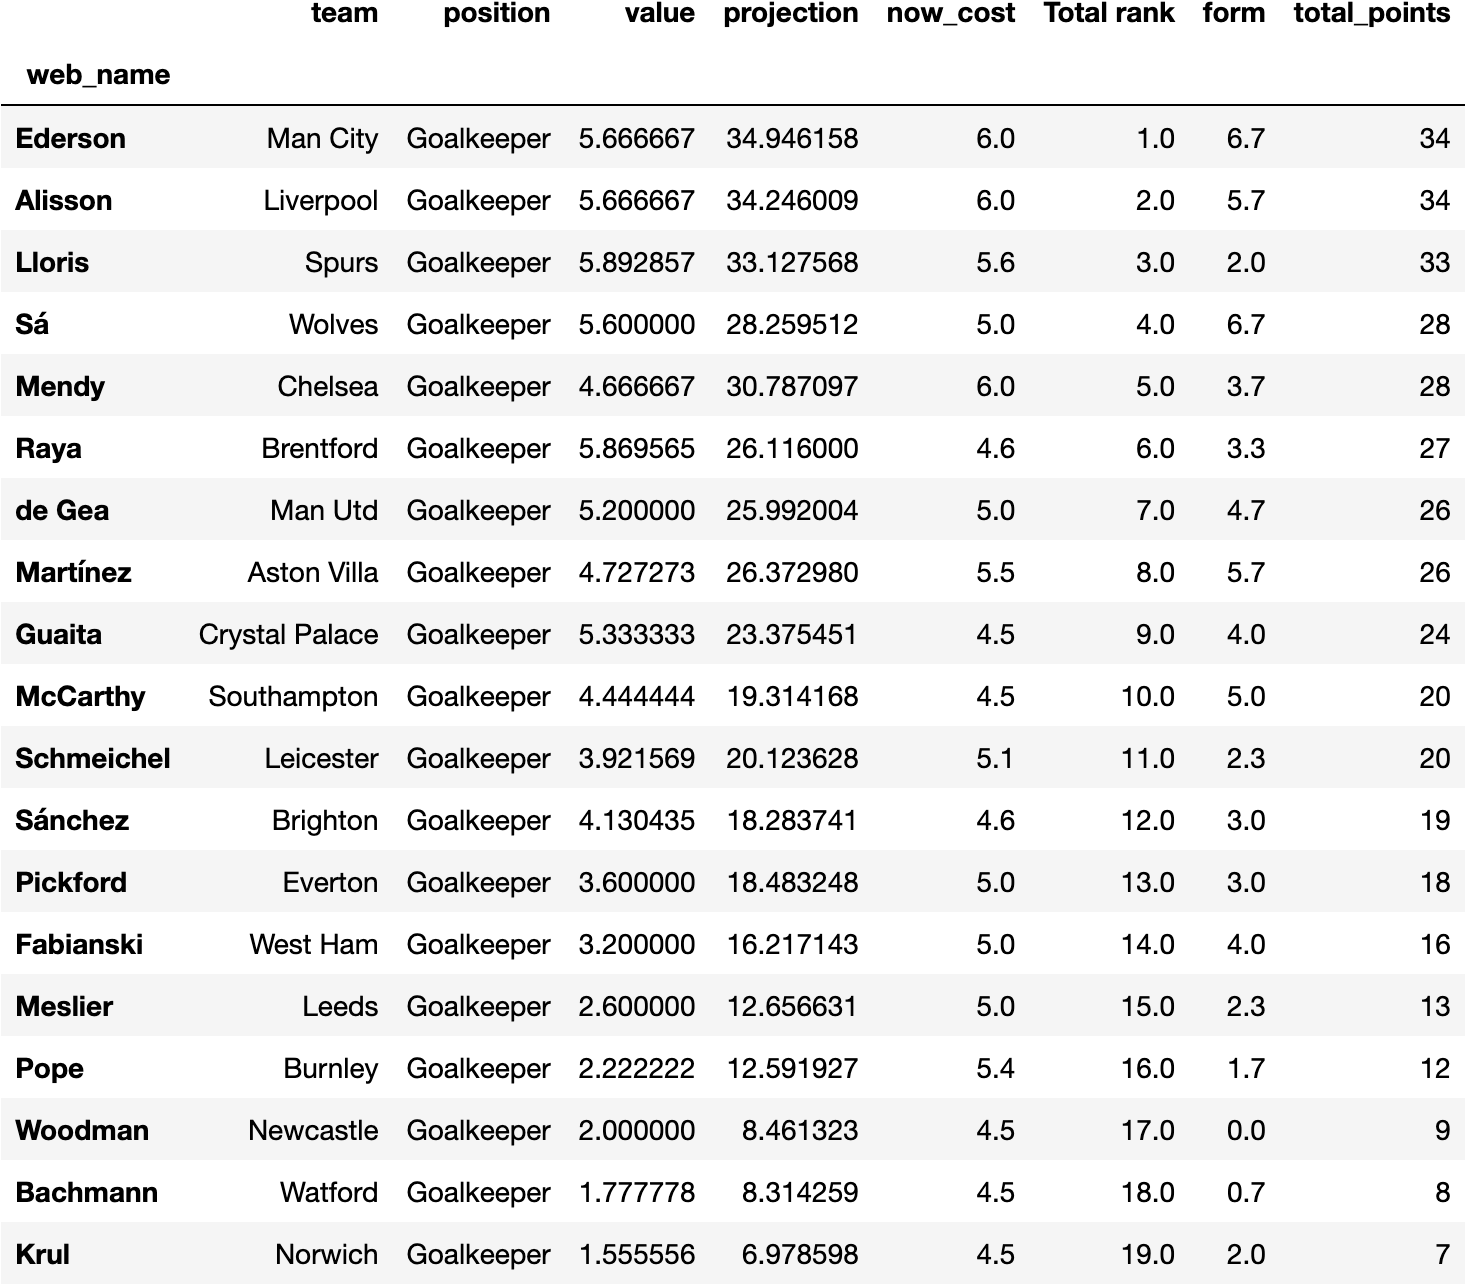 team position value projection now_cost Total rank form total_points
web_name
Ederson Man City Goalkeeper 5.666667 34.946158 6.0 1.0 6.7 34
Alisson Liverpool Goalkeeper 5.666667 34.246009 6.0 2.0 5.7 34
Lloris Spurs Goalkeeper 5.892857 33.127568 5.6 3.0 2.0 33
Sá Wolves Goalkeeper 5.600000 28.259512 5.0 4.0 6.7 28
Mendy Chelsea Goalkeeper 4.666667 30.787097 6.0 5.0 3.7 28
Raya Brentford Goalkeeper 5.869565 26.116000 4.6 6.0 3.3 27
de Gea Man Utd Goalkeeper 5.200000 25.992004 5.0 7.0 4.7 26
Martínez Aston Villa Goalkeeper 4.727273 26.372980 5.5 8.0 5.7 26
Guaita Crystal Palace Goalkeeper 5.333333 23.375451 4.5 9.0 4.0 24
McCarthy Southampton Goalkeeper 4.444444 19.314168 4.5 10.0 5.0 20
Schmeichel Leicester Goalkeeper 3.921569 20.123628 5.1 11.0 2.3 20
Sánchez Brighton Goalkeeper 4.130435 18.283741 4.6 12.0 3.0 19
Pickford Everton Goalkeeper 3.600000 18.483248 5.0 13.0 3.0 18
Fabianski West Ham Goalkeeper 3.200000 16.217143 5.0 14.0 4.0 16
Meslier Leeds Goalkeeper 2.600000 12.656631 5.0 15.0 2.3 13
Pope Burnley Goalkeeper 2.222222 12.591927 5.4 16.0 1.7 12
Woodman Newcastle Goalkeeper 2.000000 8.461323 4.5 17.0 0.0 9
Bachmann Watford Goalkeeper 1.777778 8.314259 4.5 18.0 0.7 8
Krul Norwich Goalkeeper 1.555556 6.978598 4.5 19.0 2.0 7